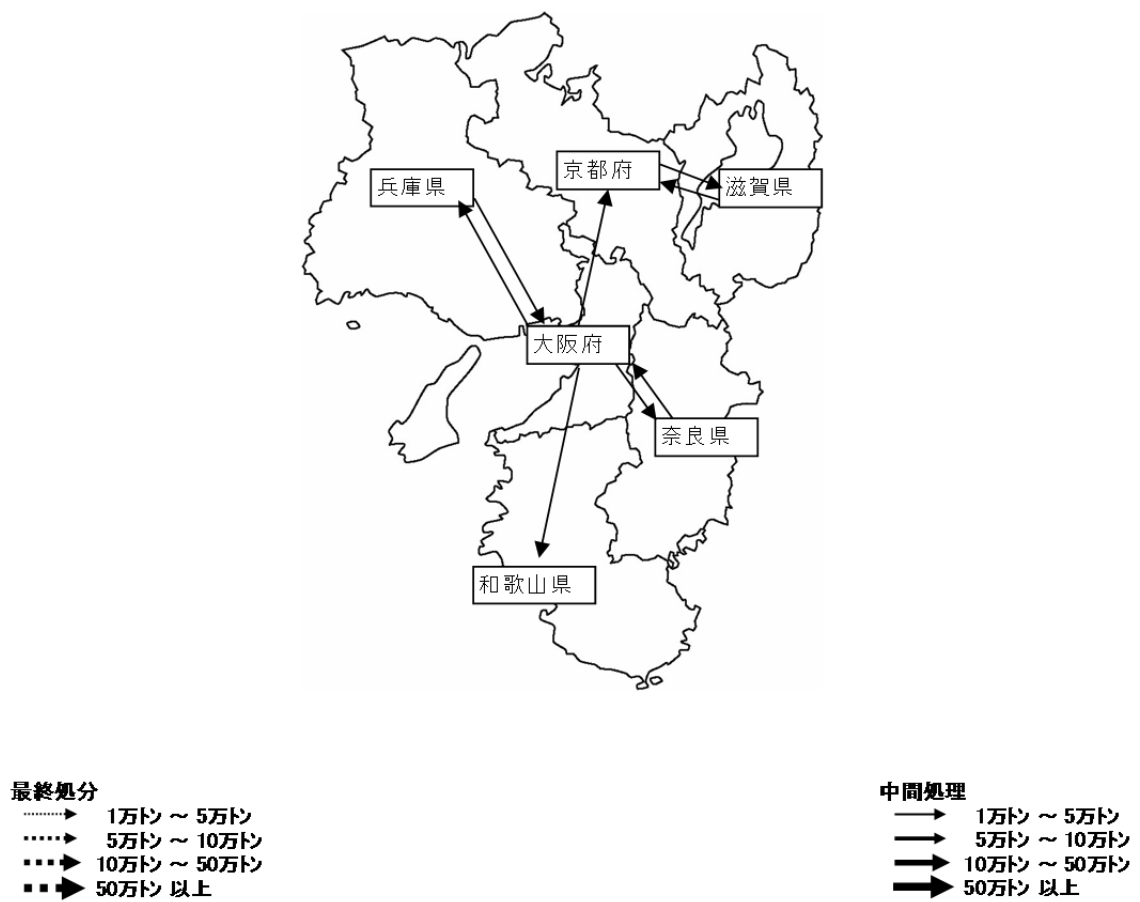 京都府
兵庫県
滋賀県
大阪府
奈良県
和歌山県
最終処分
1万トン ～ 5万トン
5万トン ～ 10万トン
10万トン ～ 50万トン
50万トン 以上
中間処理
1万トン ～ 5万トン
5万トン ～ 10万トン
10万トン ～ 50万トン
50万トン 以上